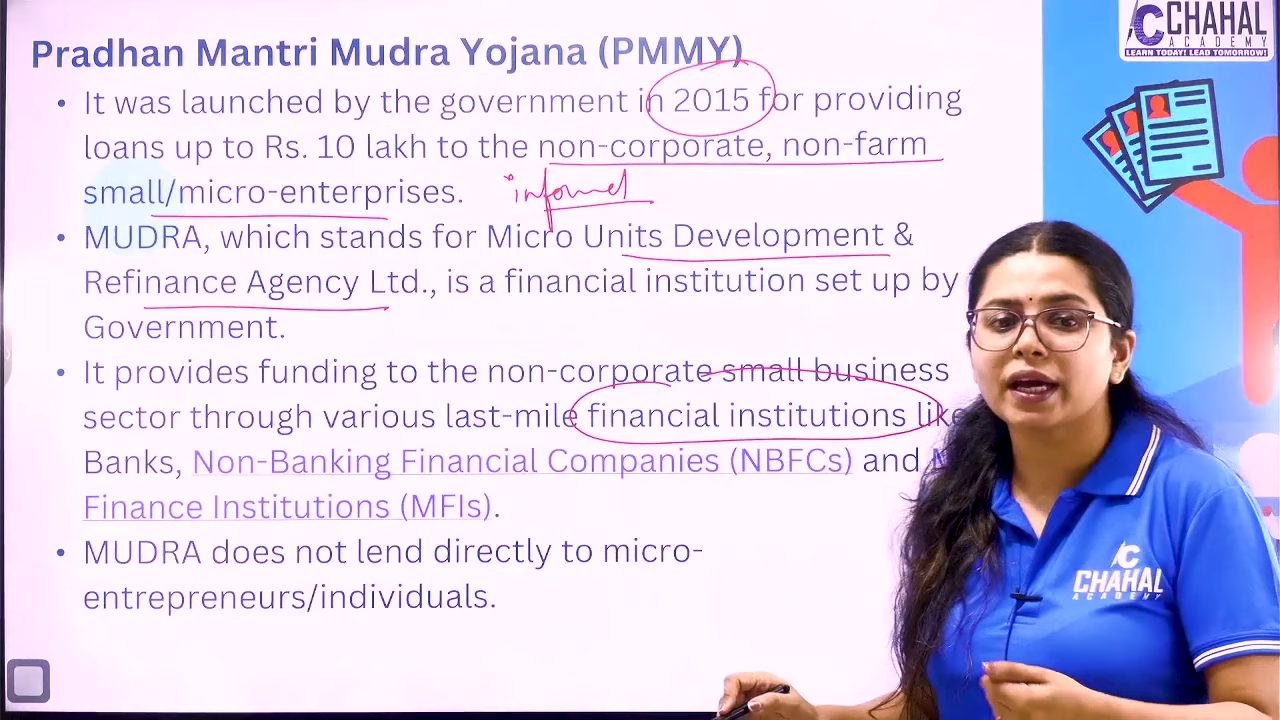 Pradhan Mantri Mudra Yojana (PMMY)
• It was launched by the government in 2015 for providing
loans up to Rs. 10 lakh to the non-corporate, non-farm
small/micro-enterprises.
• MUDRA, which stands for Micro Units Development &
Refinance Agency Ltd., is a financial institution set up by
Government.
• It provides funding to the non-corporate small business
sector through various last-mile financial institutions like
Banks, Non-Banking Financial Companies (NBFCs) and
Finance Institutions (MFIs).
• MUDRA does not lend directly to micro-
entrepreneurs/individuals.
CHAHAL
ACADEMY
LEARN TODAY! LEAD TOMORROW!
CHAHAL
ACADEMY